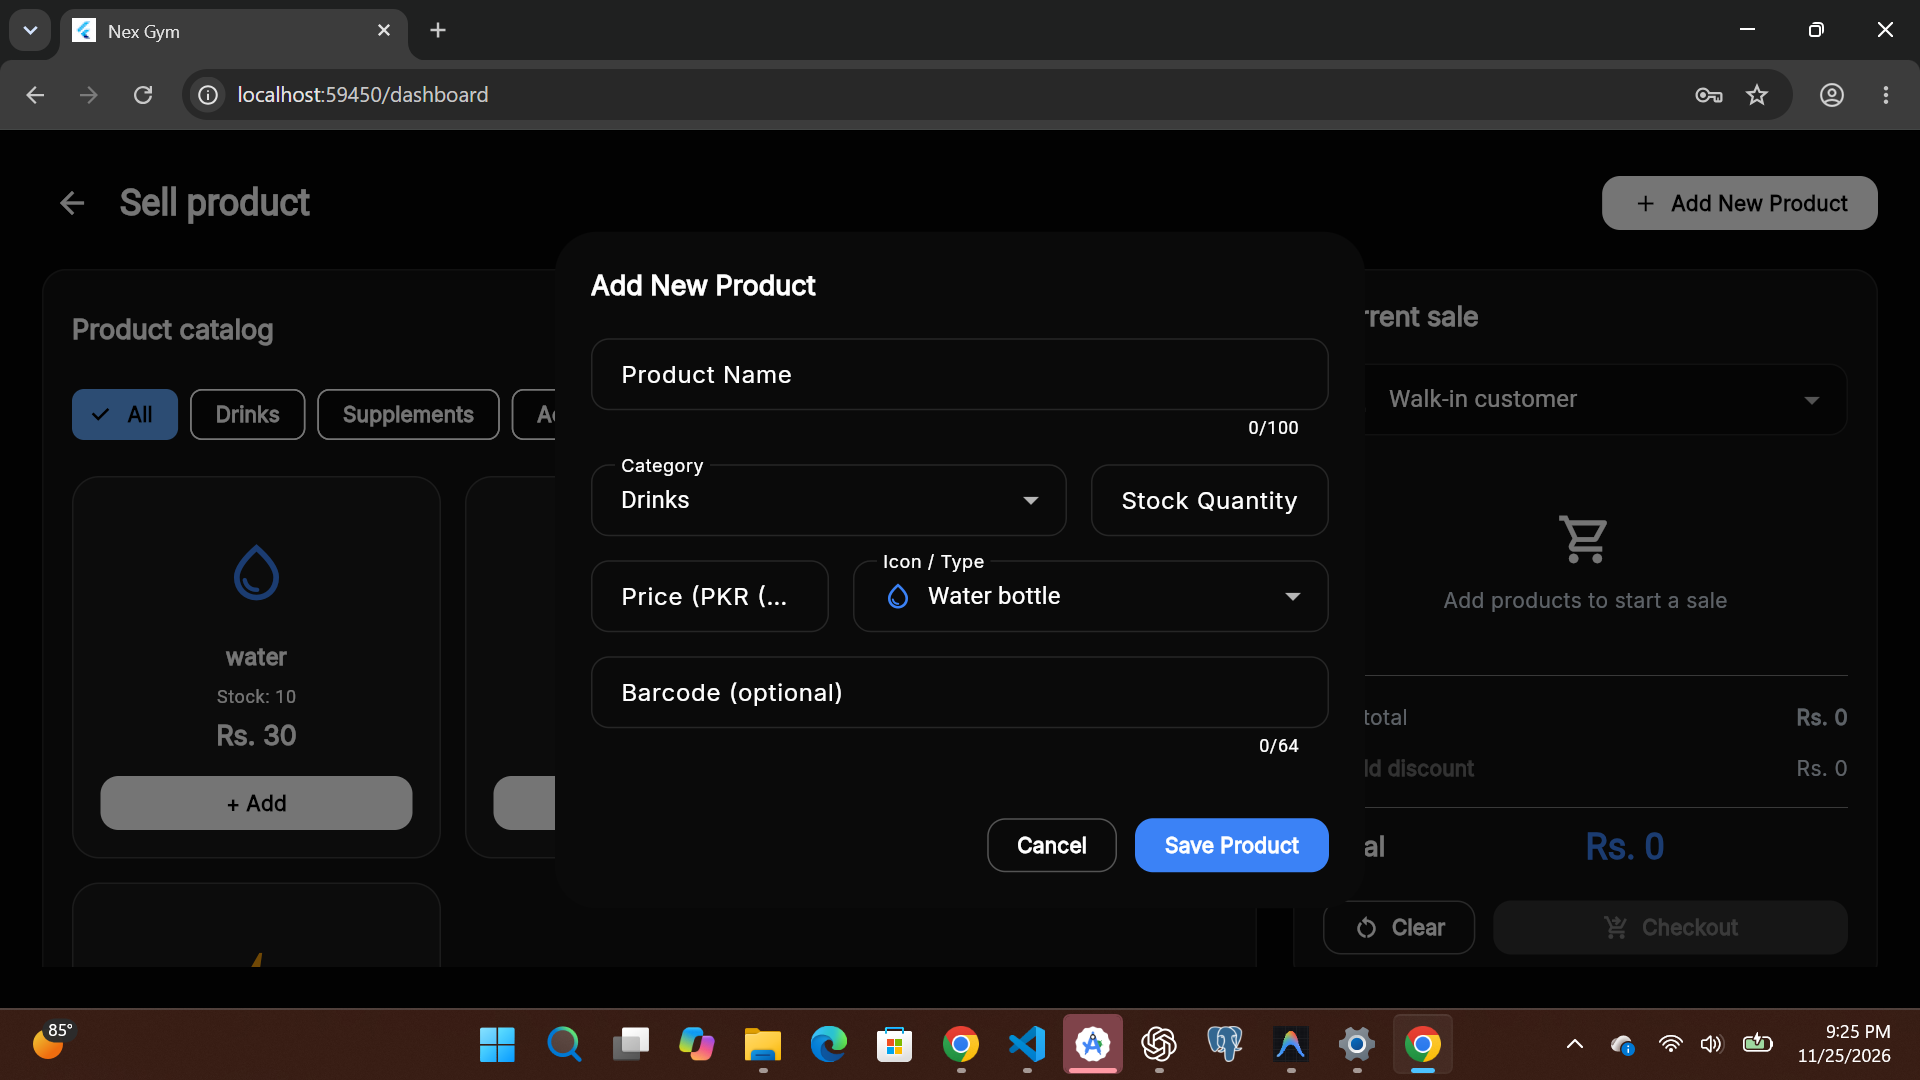 Nex Gym
localhost:59450/dashboard
Sell product
+ Add New Product
Product catalog
All
Drinks
Supplements
water
Stock: 10
Rs. 30
+ Add
Add New Product
Product Name
0/100
Category
Drinks
Stock Quantity
Price (PKR (...
Icon / Type
Water bottle
Barcode (optional)
0/64
Cancel
Save Product
rrent sale
Walk-in customer
Add products to start a sale
total
Rs. 0
ld discount
Rs. 0
al
Rs. 0
Clear
Checkout
85°
9:25 PM
11/25/2026